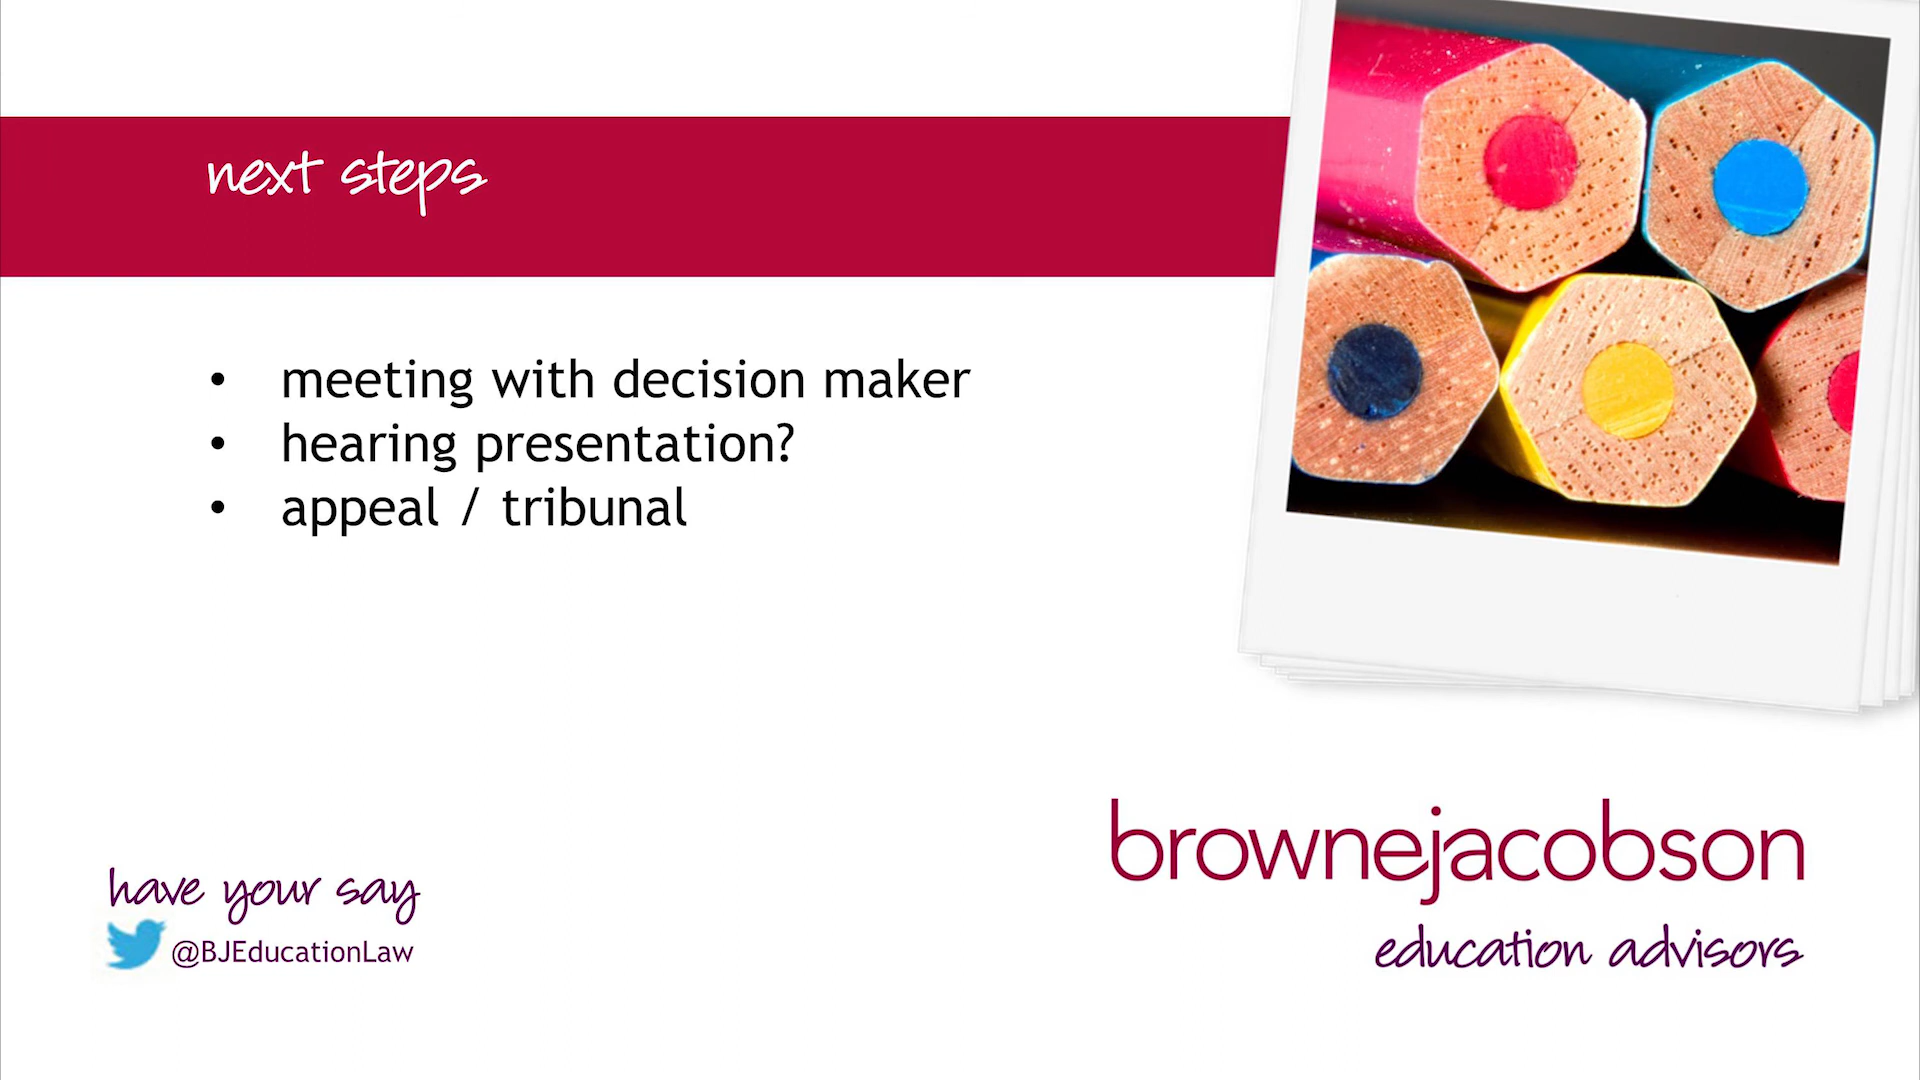 next steps
• meeting with decision maker
• hearing presentation?
• appeal / tribunal
have your say
@BJEducationLaw
brownejacobson
education advisors